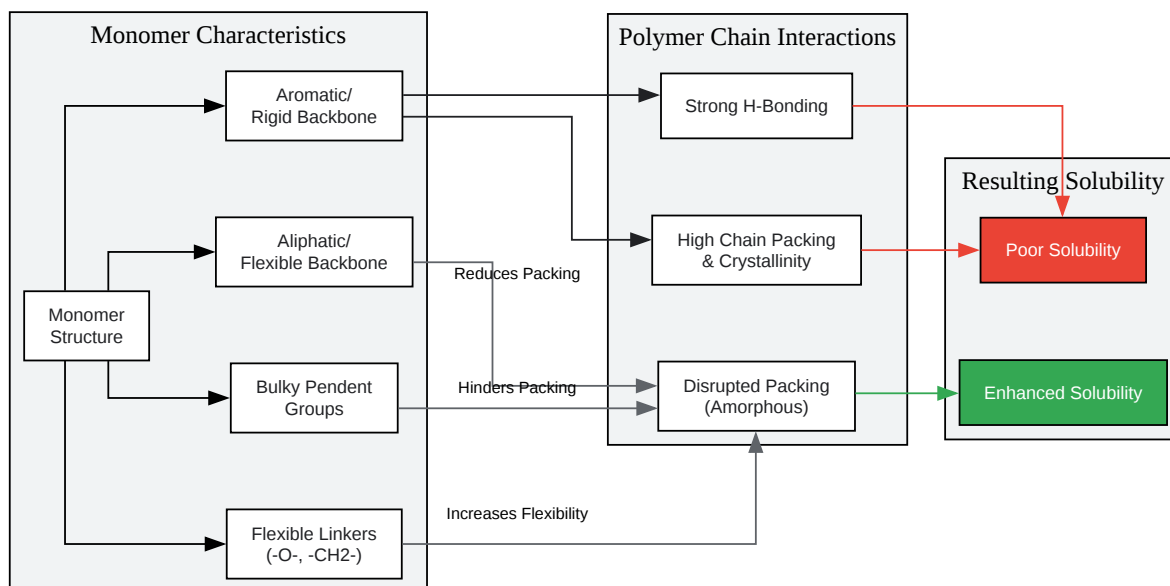 Monomer Characteristics
Polymer Chain Interactions
Aromatic/
Rigid Backbone
Strong H-Bonding
Resulting Solubility
Aliphatic/
Flexible Backbone
Reduces Packing
High Chain Packing
& Crystallinity
Poor Solubility
Monomer
Structure
Bulky Pendent
Groups
Hinders Packing
Disrupted Packing
(Amorphous)
Enhanced Solubility
Increases Flexibility
Flexible Linkers
(-O-, -CH2-)